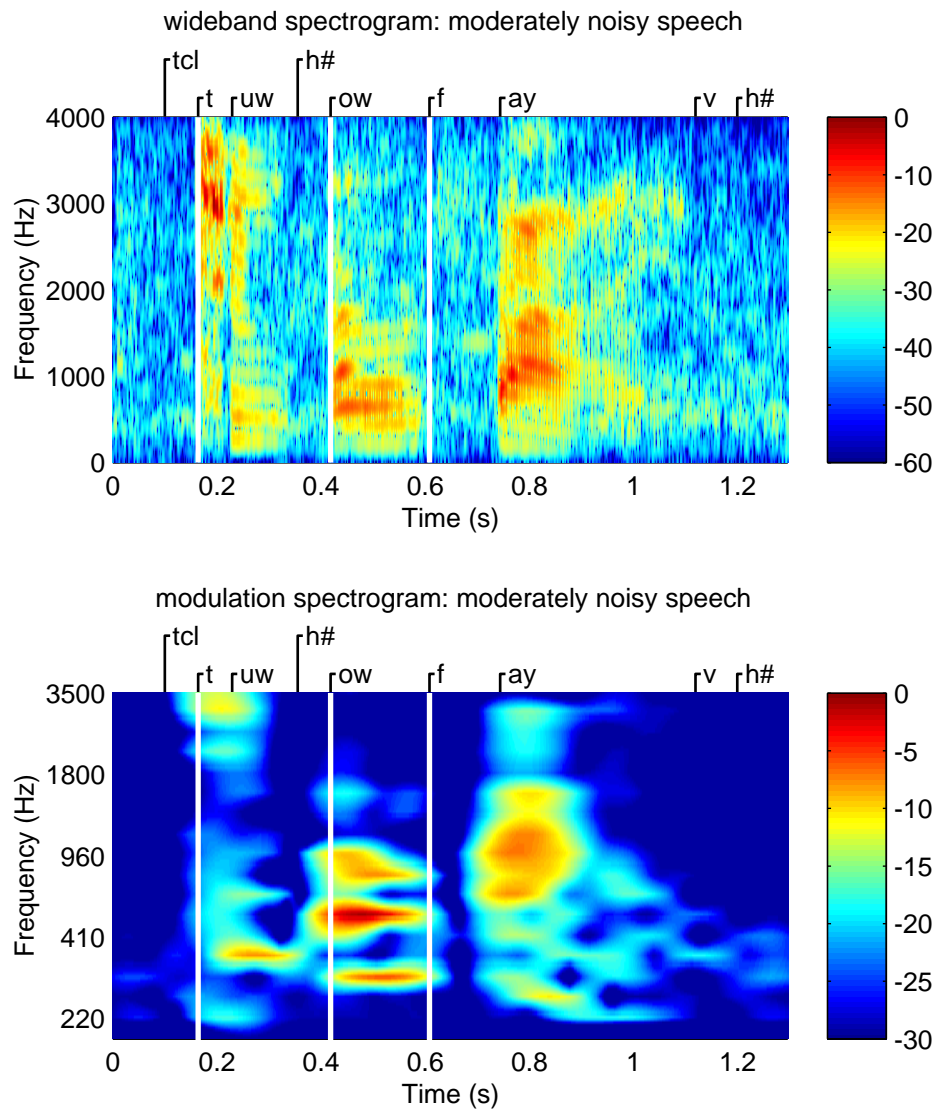 wideband spectrogram: moderately noisy speech
tcl h#
t uw ow f ay v h#
4000
3000
2000
1000
0
Frequency (Hz)
0 0.2 0.4 0.6 0.8 1 1.2
Time (s)
0
-10
-20
-30
-40
-50
-60
modulation spectrogram: moderately noisy speech
tcl h#
t uw ow f ay v h#
3500
1800
960
410
220
Frequency (Hz)
0 0.2 0.4 0.6 0.8 1 1.2
Time (s)
0
-5
-10
-15
-20
-25
-30